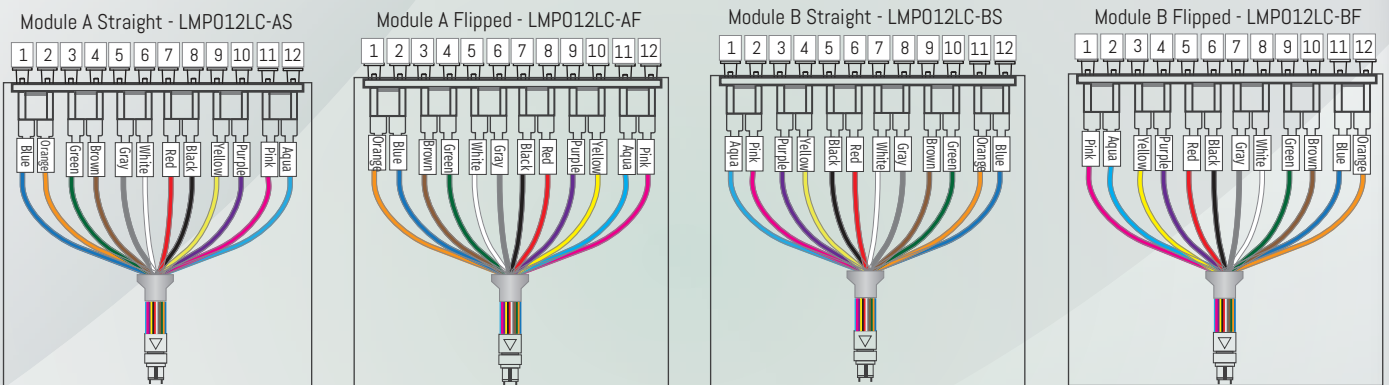 Module A Straight - LMP012LC-AS
1 2 3 4 5 6 7 8 9 10 11 12
Blue Orange Green Brown Gray White Red Black Yellow Purple Pink Aqua
Module A Flipped - LMP012LC-AF
1 2 3 4 5 6 7 8 9 10 11 12
Orange Blue Brown Green White Gray Black Red Purple Yellow Aqua Pink
Module B Straight - LMP012LC-BS
1 2 3 4 5 6 7 8 9 10 11 12
Aqua Pink Purple Yellow Black Red White Gray Brown Green Orange Blue
Module B Flipped - LMP012LC-BF
1 2 3 4 5 6 7 8 9 10 11 12
Pink Aqua Yellow Purple Red Black Gray White Green Brown Blue Orange